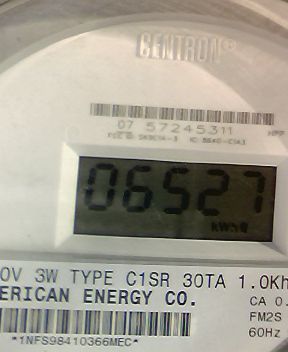 CENTRON®
07 57245311
06527
0V 3W TYPE C1SR 30TA 1.0Kh
ERICAN ENERGY CO.
CA 0.
FM2S
60Hz
*1NFS98410366MEC*